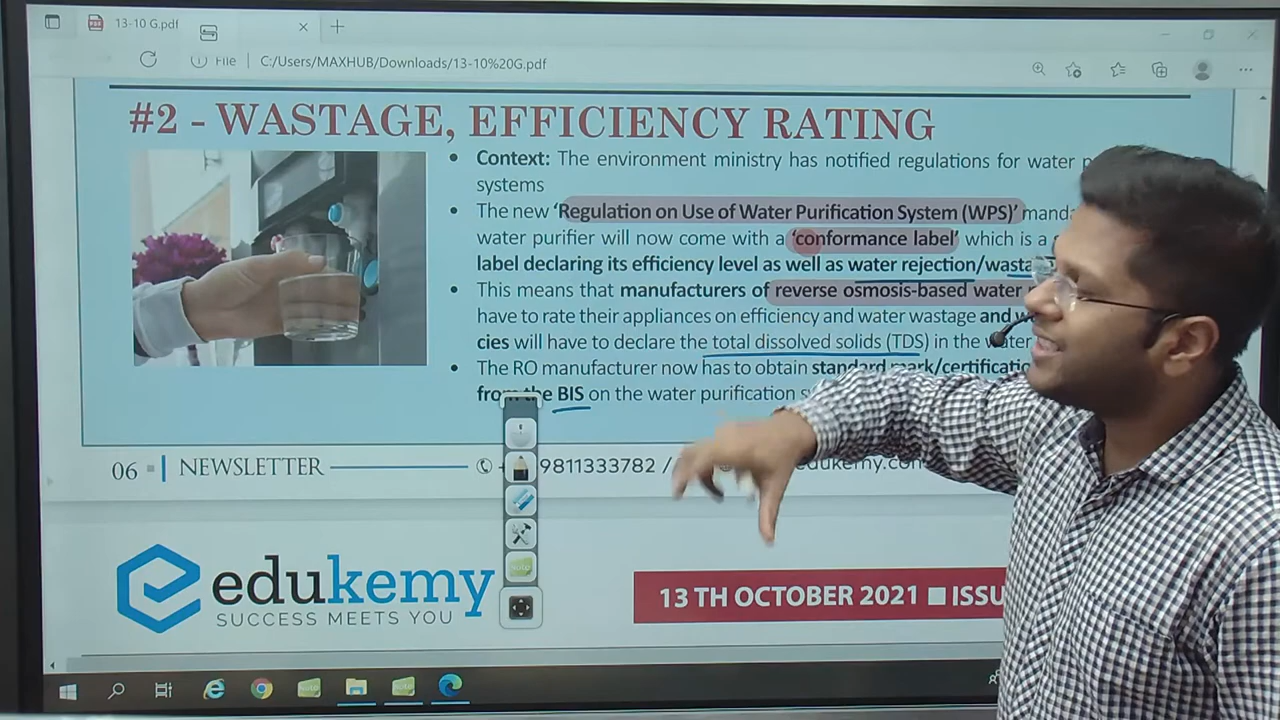 13-10 G.pdf
File
C:/Users/MAXHUB/Downloads/13-10%20G.pdf
#2 - WASTAGE, EFFICIENCY RATING
• Context: The environment ministry has notified regulations for water
systems
• The new ‘Regulation on Use of Water Purification System (WPS)’
water purifier will now come with a ‘conformance label’ which is a
label declaring its efficiency level as well as water rejection/
• This means that manufacturers of reverse osmosis-based water
have to rate their appliances on efficiency and water wastage and
cies will have to declare the total dissolved solids (TDS) in the water
• The RO manufacturer now has to obtain standard mark/
from the BIS on the water purification
06 NEWSLETTER 9811333782 /
edukemy
SUCCESS MEETS YOU
13 TH OCTOBER 2021 ■